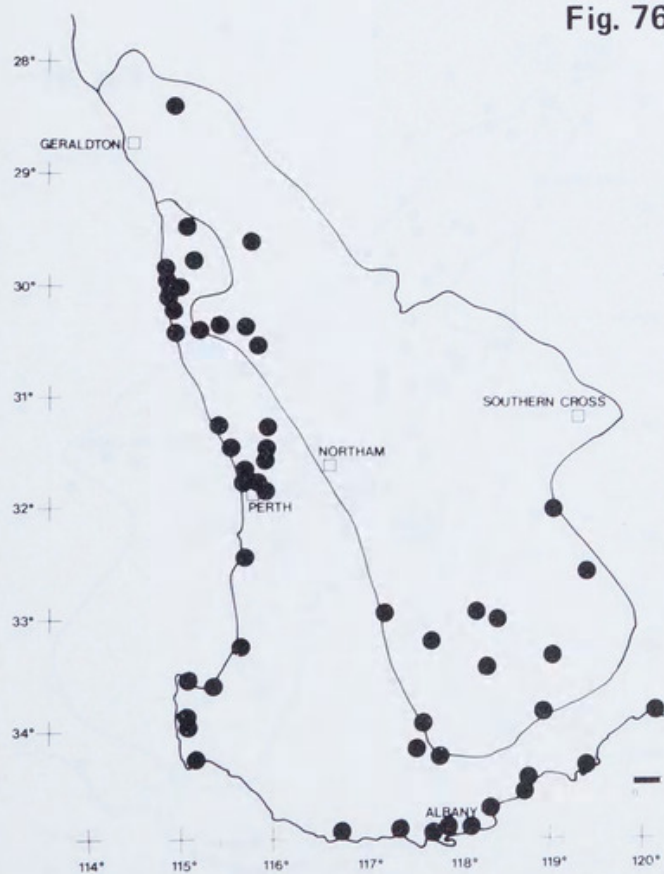 Fig. 76
28°
GERALDTON
29°
30°
31°
SOUTHERN CROSS
NORTHAM
32°
PERTH
33°
34°
ALBANY
114°
115°
116°
117°
118°
119°
120°